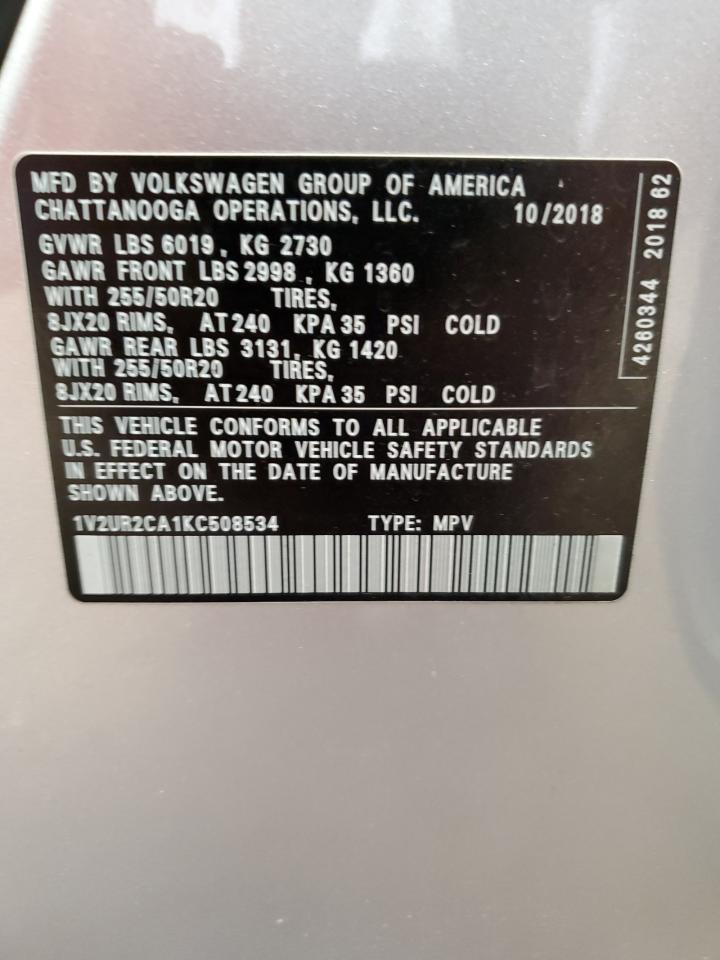 MFD BY VOLKSWAGEN GROUP OF AMERICA
CHATTANOOGA OPERATIONS, LLC. 10/2018
GVWR LBS 6019, KG 2730
GAWR FRONT LBS 2998, KG 1360
WITH 255/50R20 TIRES,
8JX20 RIMS, AT 240 KPA 35 PSI COLD
GAWR REAR LBS 3131, KG 1420
WITH 255/50R20 TIRES,
8JX20 RIMS, AT 240 KPA 35 PSI COLD
THIS VEHICLE CONFORMS TO ALL APPLICABLE
U.S. FEDERAL MOTOR VEHICLE SAFETY STANDARDS
IN EFFECT ON THE DATE OF MANUFACTURE
SHOWN ABOVE.
1V2UR2CA1KC508534 TYPE: MPV
4260344 2018 62